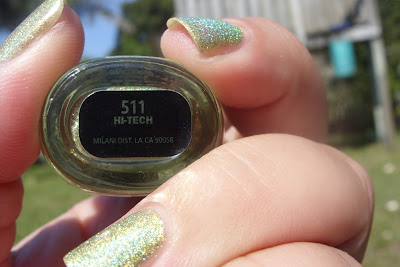 511
HI-TECH
MILANI DIST. LA CA 90058